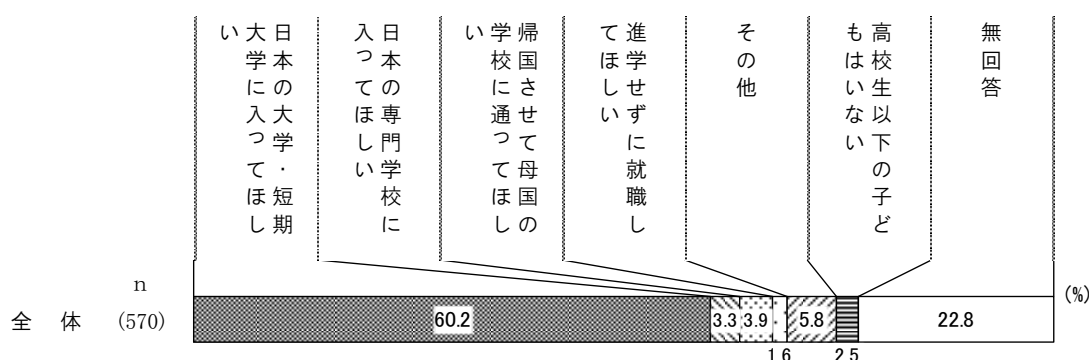 日本の大学・短期
大学に入ってほし
い
日本の専門学校に
入ってほしい
帰国させて母国の
学校に通ってほし
い
進学せずに就職し
てほしい
その他
高校生以下の子ど
もはいない
無回答
n
(%)
全 体 (570)
60.2
3.3
3.9
1.6
5.8
2.5
22.8